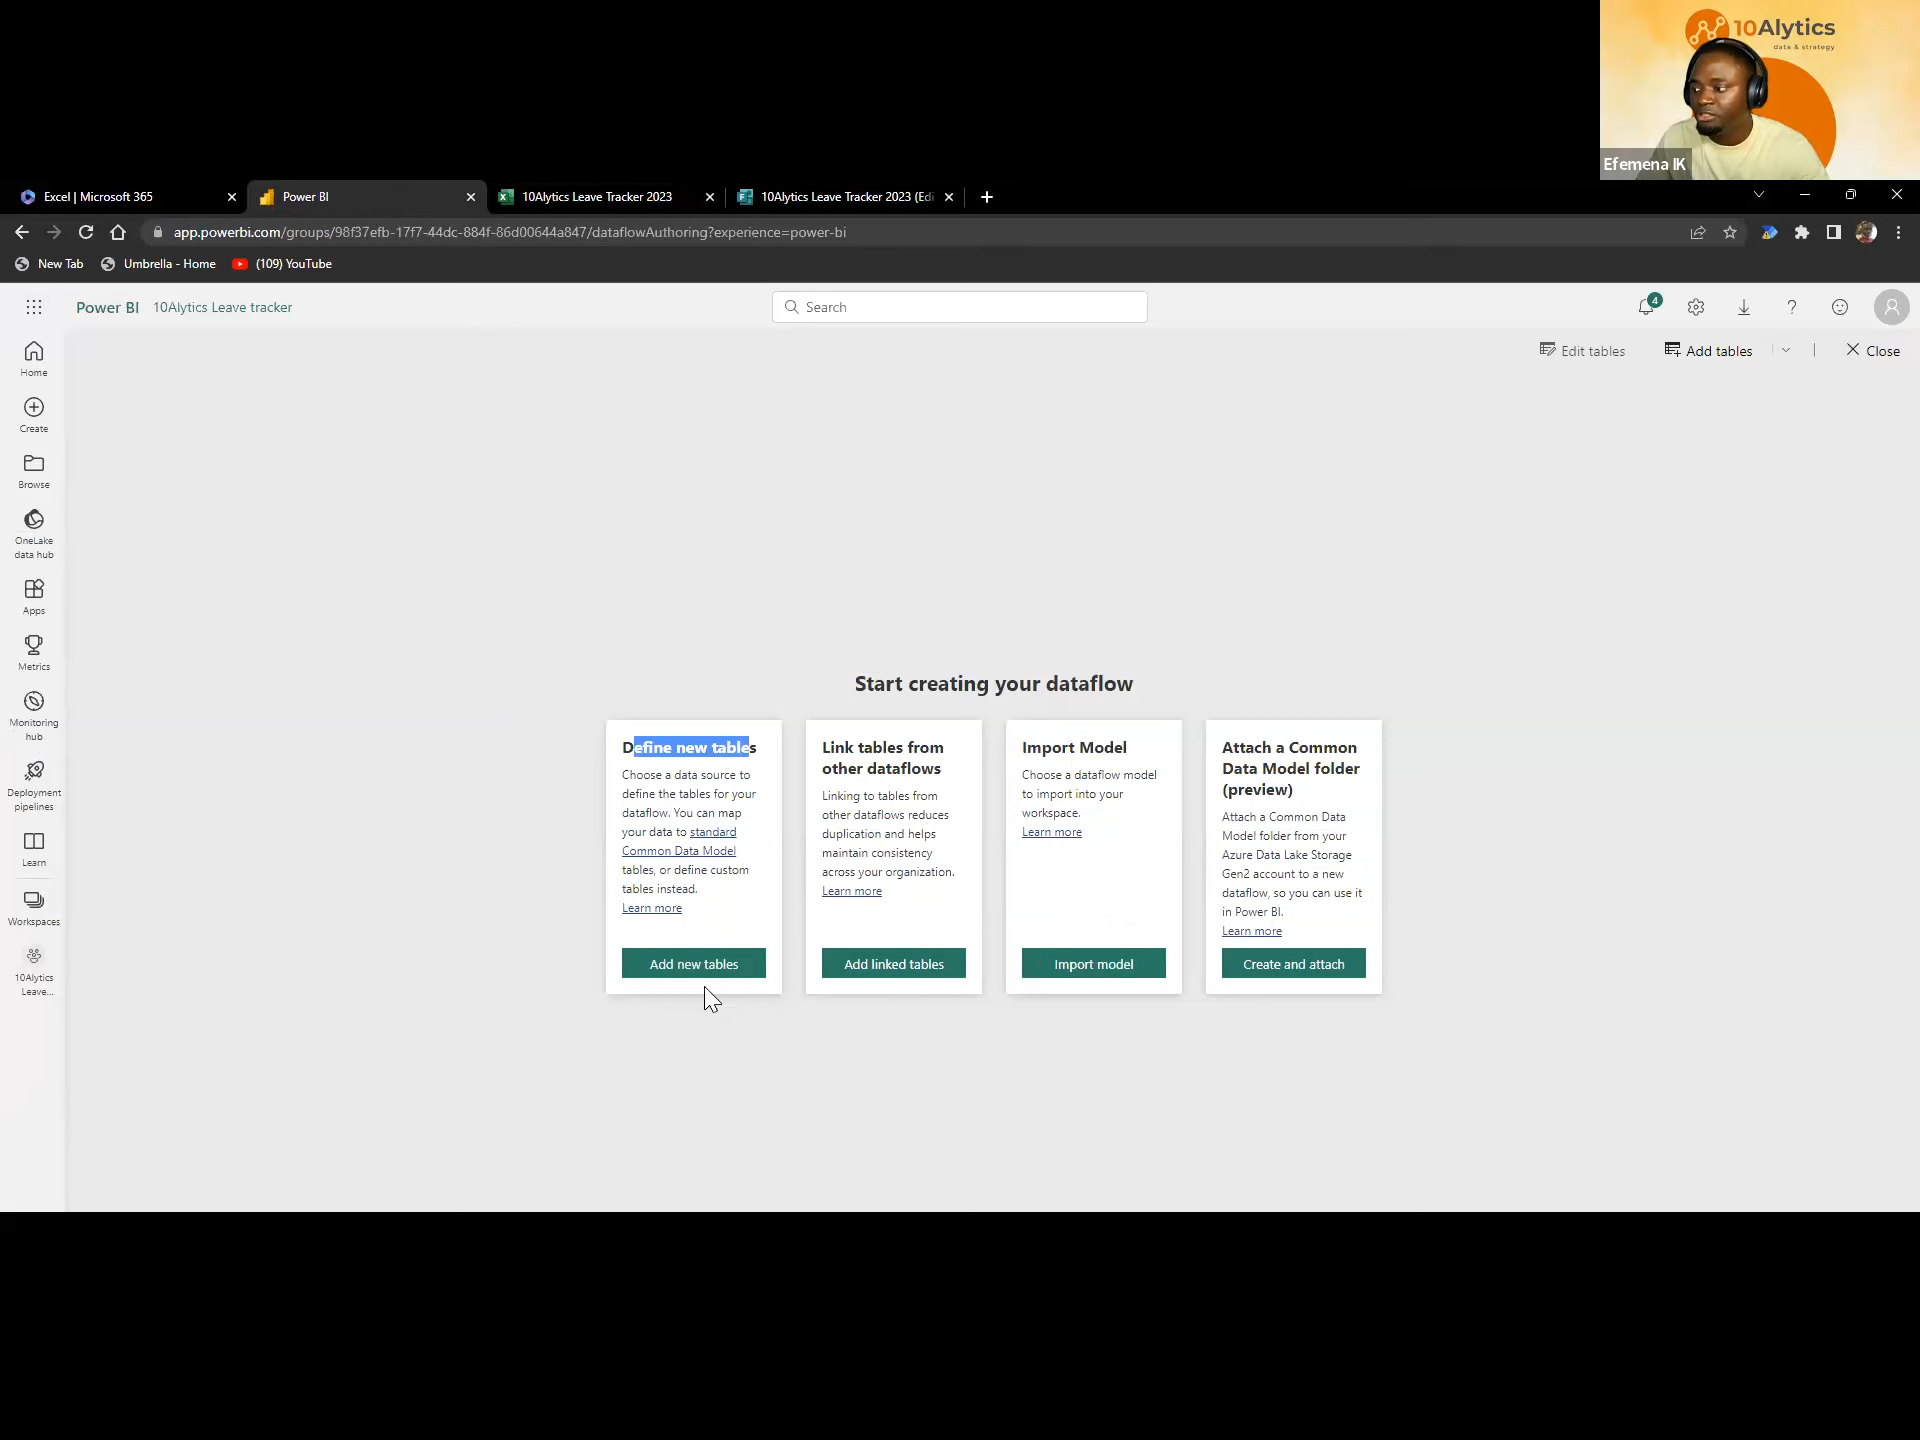 10Alytics
data & strategy
Efemena IK
Excel | Microsoft 365
Power BI
10Alytics Leave Tracker 2023
10Alytics Leave Tracker 2023 (Edi
app.powerbi.com/groups/98f37efb-17f7-44dc-884f-86d00644a847/dataflowAuthoring?experience=power-bi
New Tab
Umbrella - Home
(109) YouTube
Power BI
10Alytics Leave tracker
Search
4
Edit tables
Add tables
Close
Home
Create
Browse
OneLake
data hub
Apps
Metrics
Monitoring
hub
Deployment
pipelines
Learn
Workspaces
10Alytics
Leave...
Start creating your dataflow
Define new tables
Choose a data source to
define the tables for your
dataflow. You can map
your data to standard
Common Data Model
tables, or define custom
tables instead.
Learn more
Add new tables
Link tables from
other dataflows
Linking to tables from
other dataflows reduces
duplication and helps
maintain consistency
across your organization.
Learn more
Add linked tables
Import Model
Choose a dataflow model
to import into your
workspace.
Learn more
Import model
Attach a Common
Data Model folder
(preview)
Attach a Common Data
Model folder from your
Azure Data Lake Storage
Gen2 account to a new
dataflow, so you can use it
in Power BI.
Learn more
Create and attach